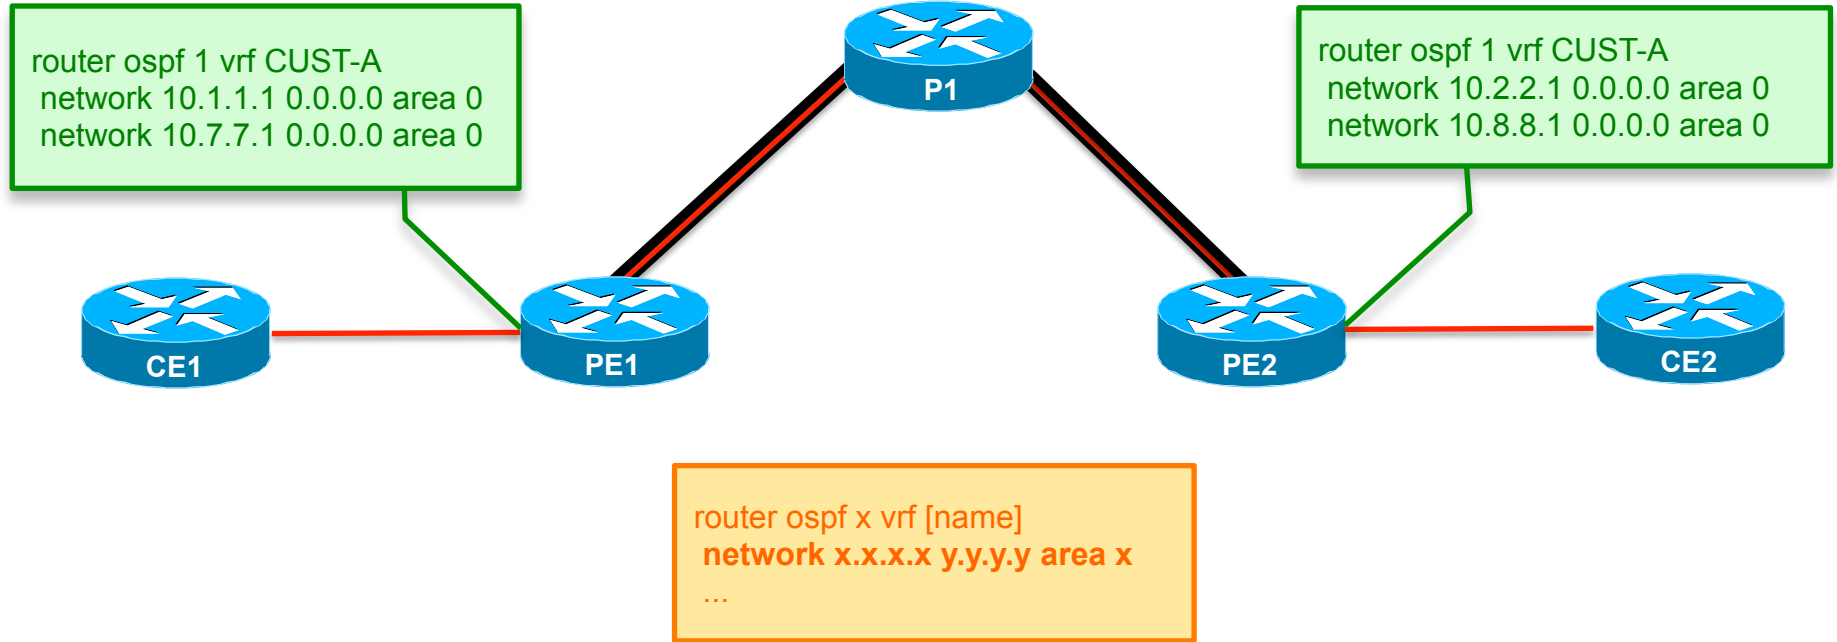 router ospf 1 vrf CUST-A
network 10.1.1.1 0.0.0.0 area 0
network 10.7.7.1 0.0.0.0 area 0
P1
router ospf 1 vrf CUST-A
network 10.2.2.1 0.0.0.0 area 0
network 10.8.8.1 0.0.0.0 area 0
CE1
PE1
PE2
CE2
router ospf x vrf [name]
network x.x.x.x y.y.y.y area x
...